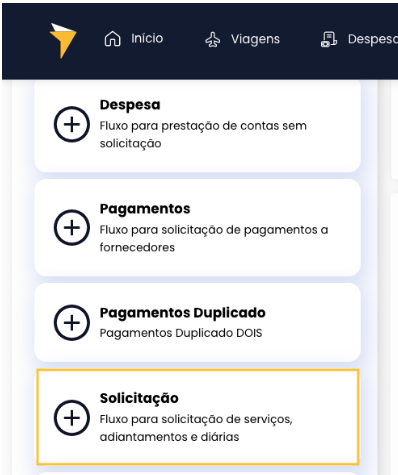 Início
Viagens
Despesa
Despesa
Fluxo para prestação de contas sem
solicitação
Pagamentos
Fluxo para solicitação de pagamentos a
fornecedores
Pagamentos Duplicado
Pagamentos Duplicado DOIS
Solicitação
Fluxo para solicitação de serviços,
adiantamentos e diárias